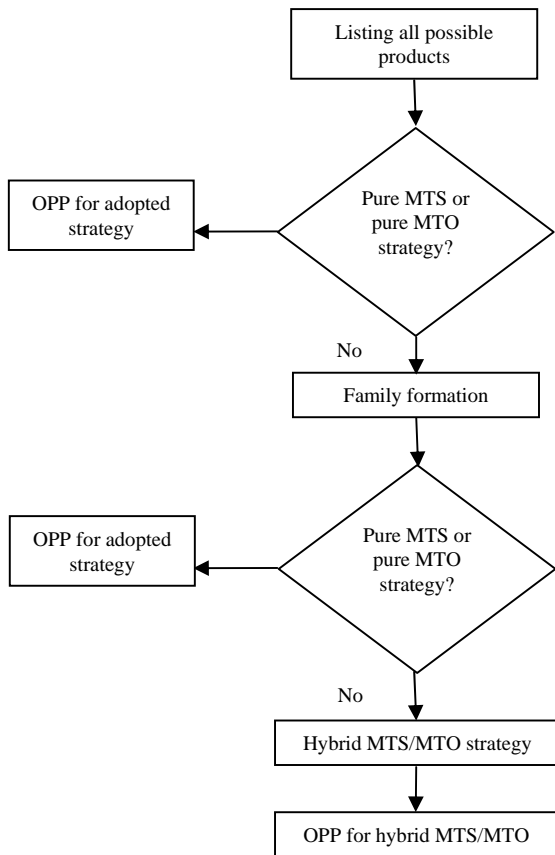 Listing all possible
products
Pure MTS or
pure MTO
strategy?
OPP for adopted
strategy
No
Family formation
Pure MTS or
pure MTO
strategy?
OPP for adopted
strategy
No
Hybrid MTS/MTO strategy
OPP for hybrid MTS/MTO